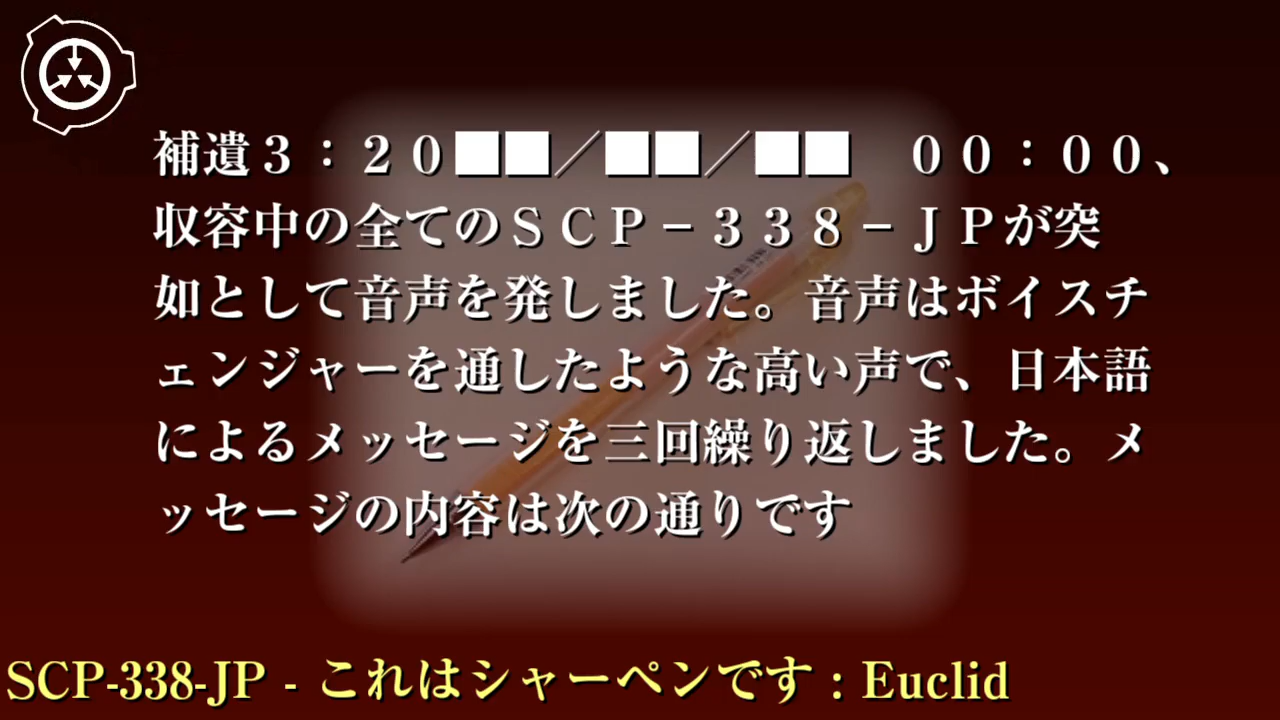 補遺３：２０■■／■■／■■　００：００、
収容中の全てのＳＣＰ－３３８－ＪＰが突
如として音声を発しました。音声はボイスチ
ェンジャーを通したような高い声で、日本語
によるメッセージを三回繰り返しました。メ
ッセージの内容は次の通りです
SCP-338-JP - これはシャーペンです : Euclid